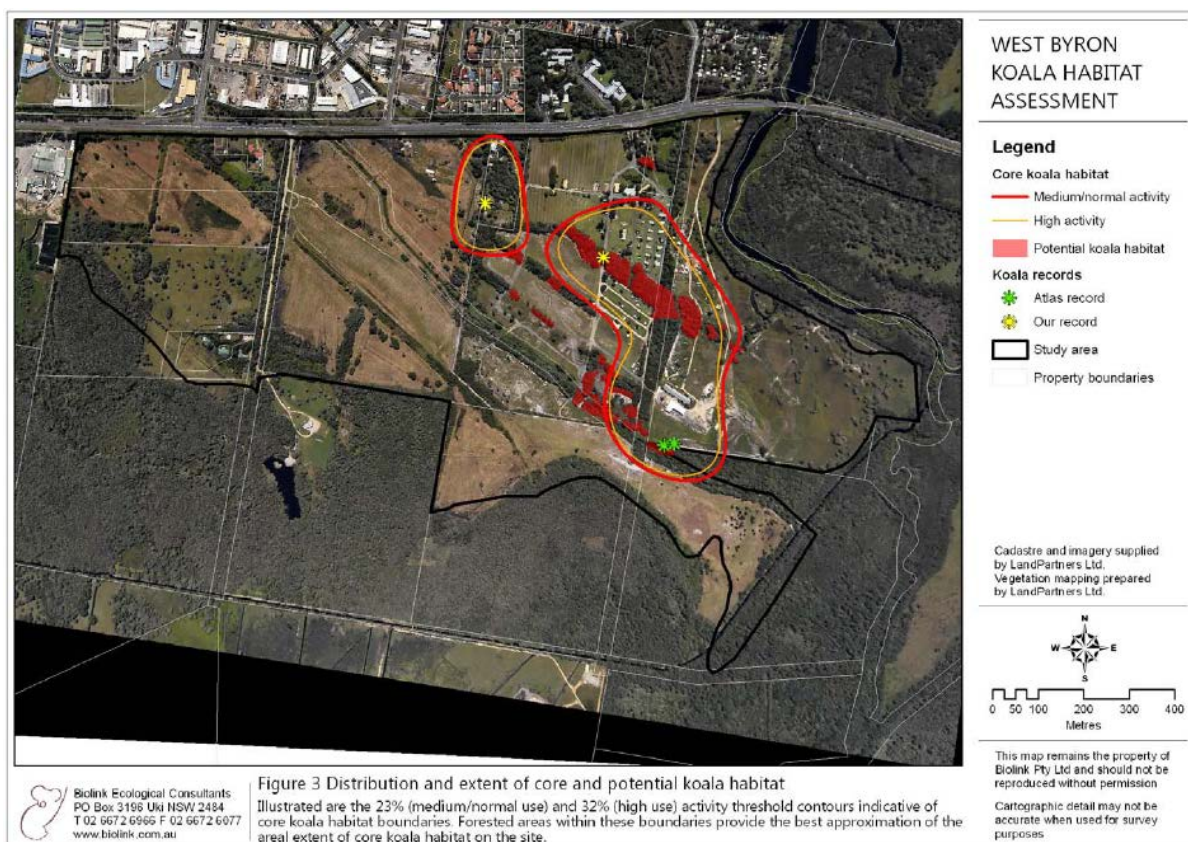 WEST BYRON
KOALA HABITAT
ASSESSMENT
Legend
Core koala habitat
Medium/normal activity
High activity
Potential koala habitat
Koala records
Atlas record
Our record
Study area
Property boundaries
Cadastre and imagery supplied
by LandPartners Ltd.
Vegetation mapping prepared
by LandPartners Ltd.
N
W E
S
0 50 100 200 300 400
Metres
This map remains the property of
Biolink Pty Ltd and should not be
reproduced without permission
Cartographic detail may not be
accurate when used for survey
purposes
Biolink Ecological Consultants
PO Box 3196 Uki NSW 2484
T 02 6672 6966 F 02 6672 6077
www.biolink.com.au
Figure 3 Distribution and extent of core and potential koala habitat
Illustrated are the 23% (medium/normal use) and 32% (high use) activity threshold contours indicative of
core koala habitat boundaries. Forested areas within these boundaries provide the best approximation of the
areal extent of core koala habitat on the site.